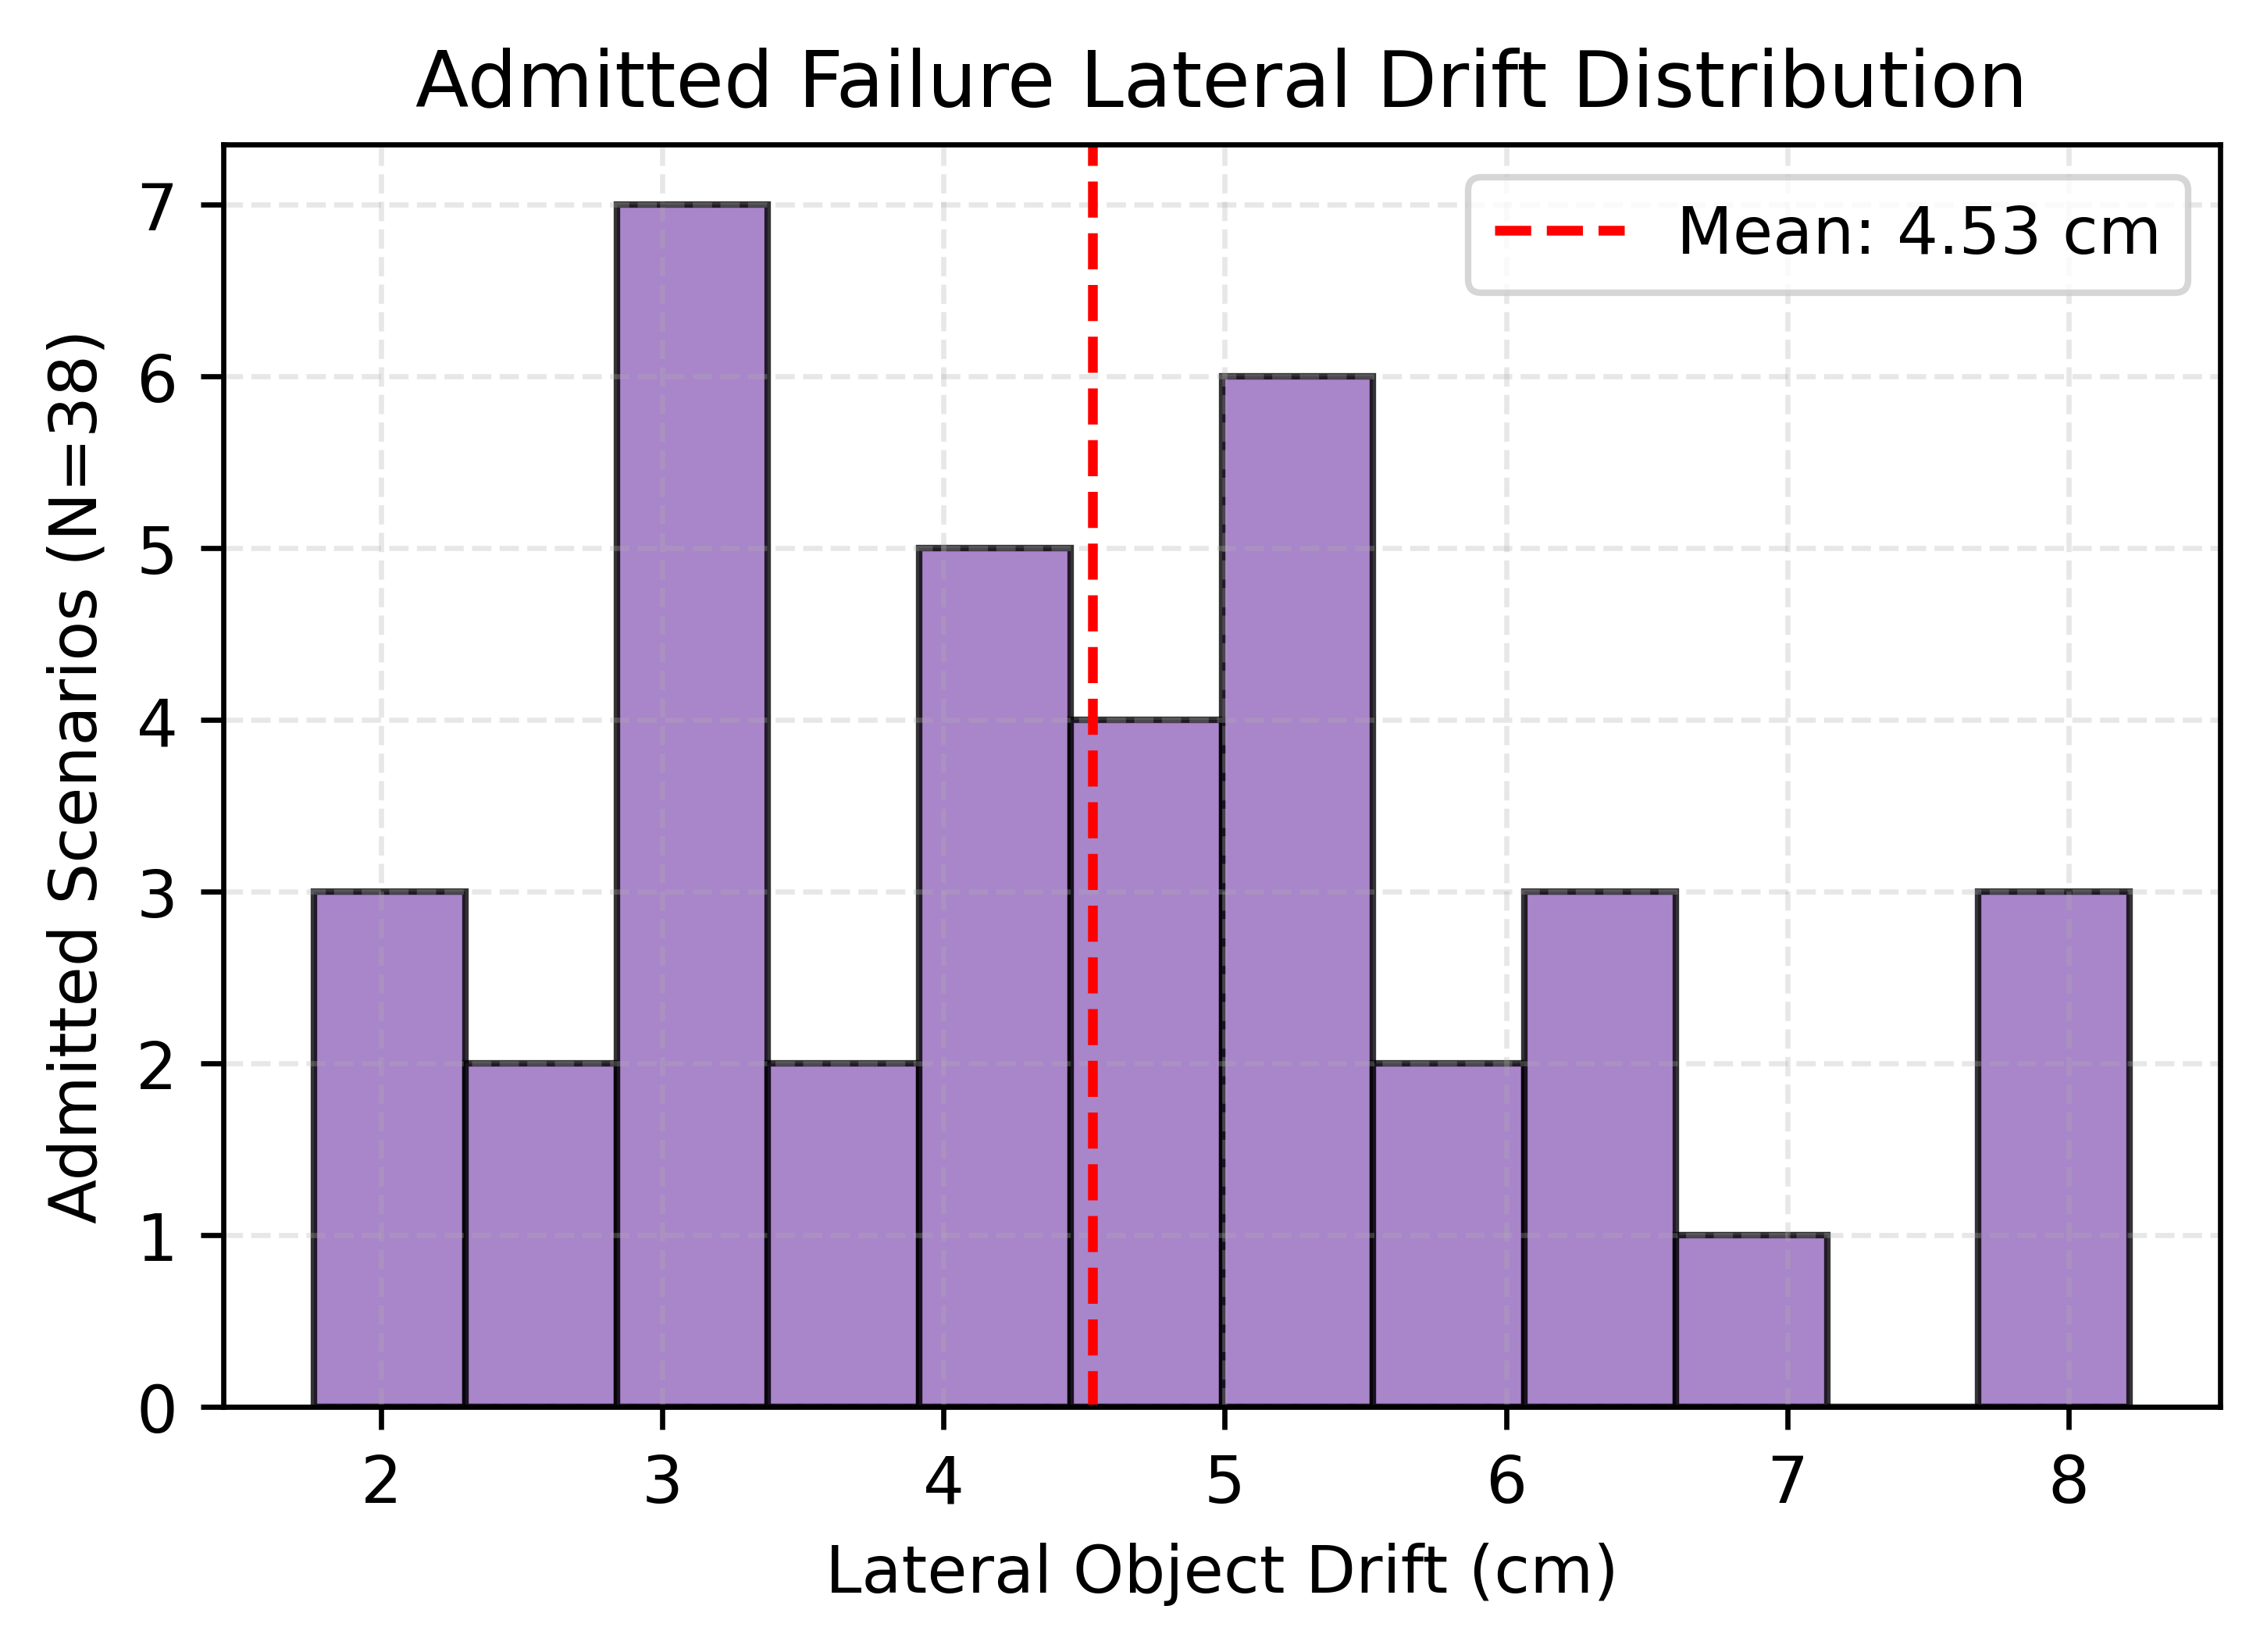 Admitted Failure Lateral Drift Distribution
Mean: 4.53 cm
Admitted Scenarios (N=38)
7
6
5
4
3
2
1
0
2 3 4 5 6 7 8
Lateral Object Drift (cm)